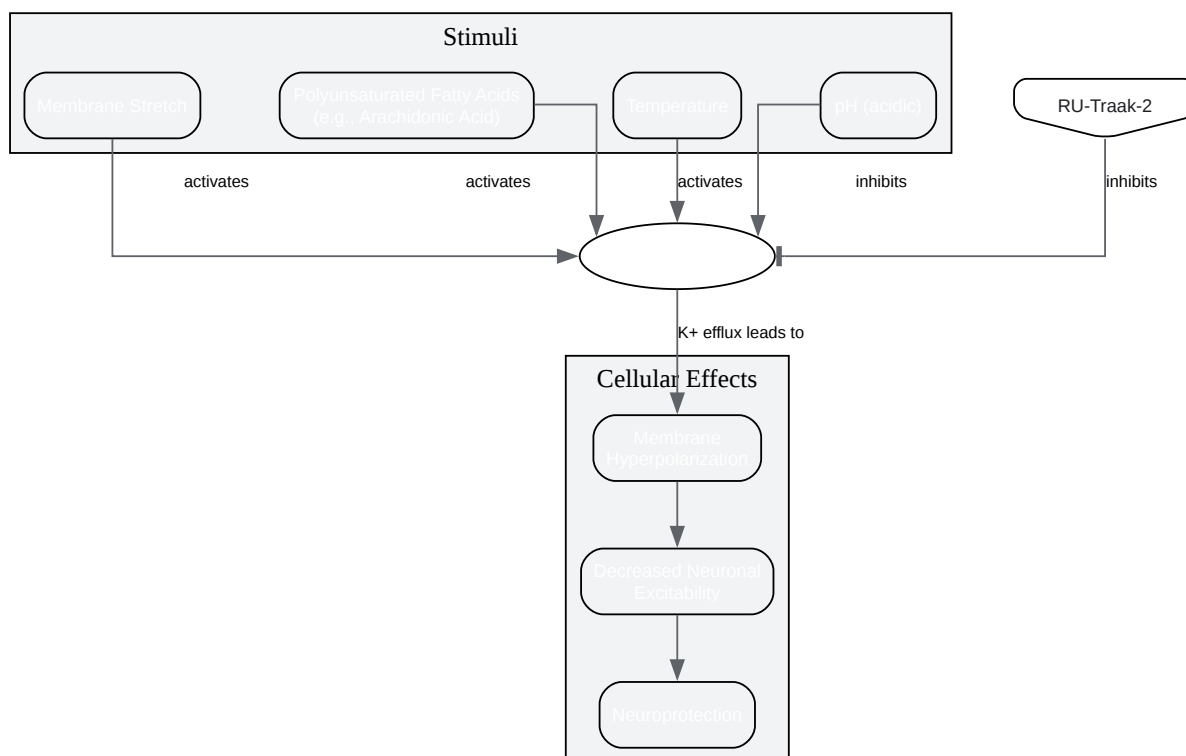 Stimuli
Membrane Stretch
Polyunsaturated Fatty Acids
(e.g., Arachidonic Acid)
Temperature
pH (acidic)
RU-Traak-2
activates
activates
activates
inhibits
inhibits
K+ efflux leads to
Cellular Effects
Membrane
Hyperpolarization
Decreased Neuronal
Excitability
Neuroprotection